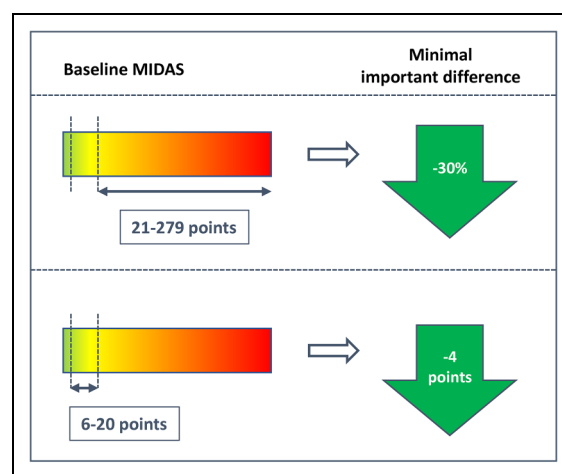 Baseline MIDAS
Minimal
important difference
-30%
21-279 points
-4
points
6-20 points